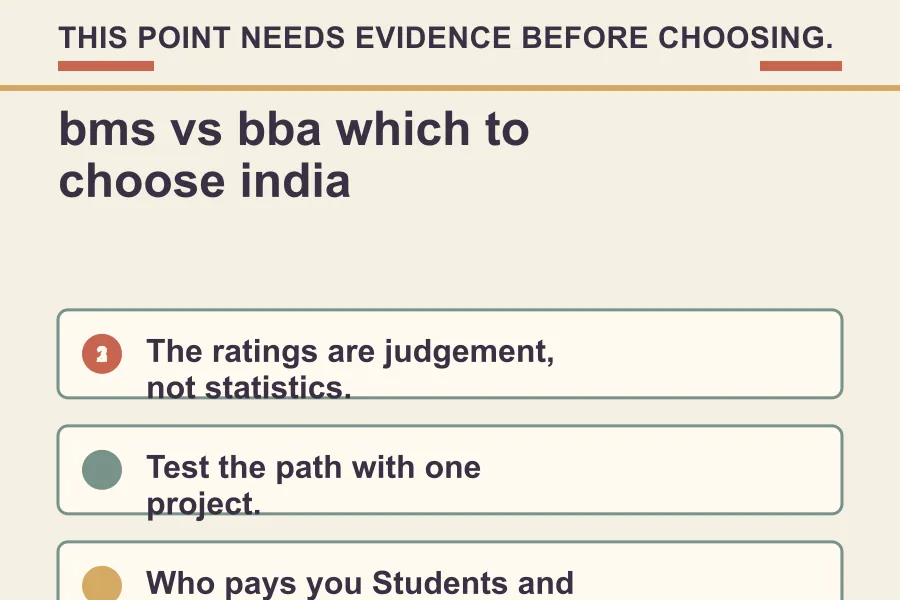 THIS POINT NEEDS EVIDENCE BEFORE CHOOSING.
bms vs bba which to
choose india
The ratings are judgement,
not statistics.
Test the path with one
project.
Who pays you Students and